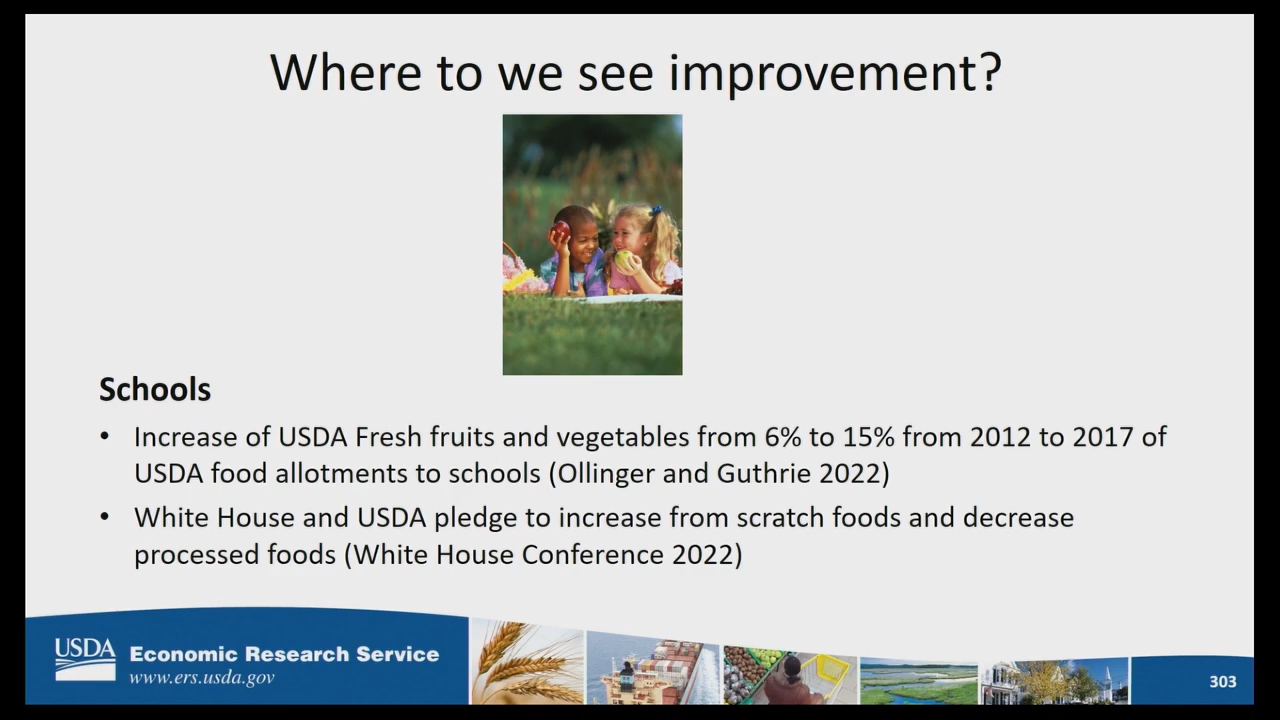 Where to we see improvement?
Schools
• Increase of USDA Fresh fruits and vegetables from 6% to 15% from 2012 to 2017 of
USDA food allotments to schools (Ollinger and Guthrie 2022)
• White House and USDA pledge to increase from scratch foods and decrease
processed foods (White House Conference 2022)
USDA Economic Research Service
www.ers.usda.gov
303